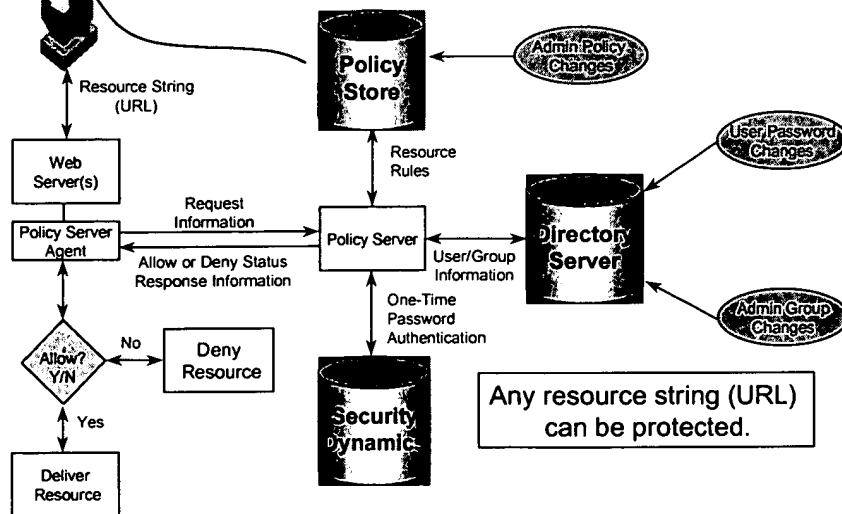 Policy
Store
Admin Policy
Changes
Resource String
(URL)
Web
Server(s)
Resource
Rules
User Password
Changes
Request
Information
Policy Server
Agent
Policy Server
Directory
Server
Allow or Deny Status
Response Information
User/Group
Information
One-Time
Password
Authentication
Admin Group
Changes
Allow?
Y/N
No
Deny
Resource
Security
Dynamic
Any resource string (URL)
can be protected.
Yes
Deliver
Resource